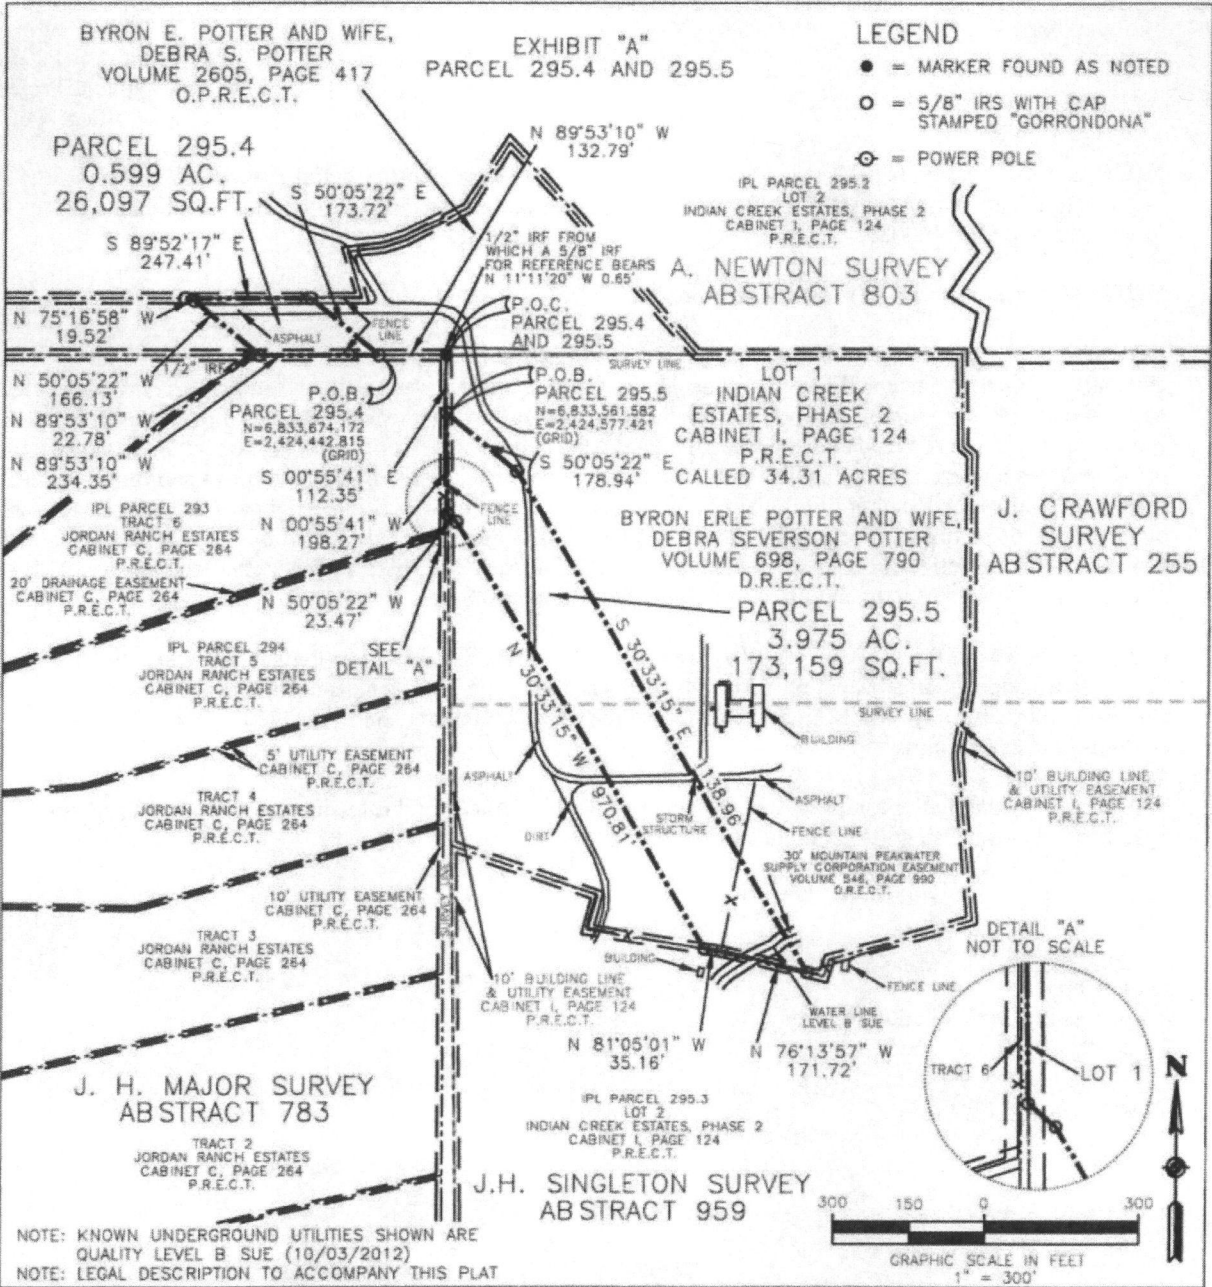 BYRON E. POTTER AND WIFE,
DEBRA S. POTTER
VOLUME 2605, PAGE 417
O.P.R.E.C.T.
EXHIBIT "A"
PARCEL 295.4 AND 295.5
LEGEND
= MARKER FOUND AS NOTED
= 5/8" IRS WITH CAP
STAMPED "GORRONDONA"
= POWER POLE
PARCEL 295.4
0.599 AC.
26,097 SQ.FT.
N 89°53'10" W
132.79'
S 50°05'22" E
173.72'
S 89°52'17" E
247.41'
1/2" IRF FROM
WHICH A 5/8" IRF
FOR REFERENCE BEARS
N 11°11'20" W 0.65'
IPL PARCEL 295.2
LOT 2
INDIAN CREEK ESTATES, PHASE 2
CABINET I, PAGE 124
P.R.E.C.T.
A. NEWTON SURVEY
ABSTRACT 803
N 75°16'58" W
19.52'
ASPHALT
FENCE
LINE
P.O.C.
PARCEL 295.4
AND 295.5
SURVEY LINE
1/2" IRF
N 50°05'22" W
166.13'
N 89°53'10" W
22.78'
N 89°53'10" W
234.35'
P.O.B.
PARCEL 295.4
N=6,833,674.172
E=2,424,442.815
(GRID)
P.O.B.
PARCEL 295.5
N=6,833,561.582
E=2,424,577.421
(GRID)
LOT 1
INDIAN CREEK
ESTATES, PHASE 2
CABINET I, PAGE 124
P.R.E.C.T.
CALLED 34.31 ACRES
S 00°55'41" E
112.35'
S 50°05'22" E
178.94'
N 00°55'41" W
198.27'
FENCE
LINE
IPL PARCEL 293
TRACT 6
JORDAN RANCH ESTATES
CABINET C, PAGE 264
P.R.E.C.T.
BYRON ERLE POTTER AND WIFE,
DEBRA SEVERSON POTTER
VOLUME 698, PAGE 790
D.R.E.C.T.
J. CRAWFORD
SURVEY
ABSTRACT 255
20' DRAINAGE EASEMENT
CABINET C, PAGE 264
P.R.E.C.T.
N 50°05'22" W
23.47'
PARCEL 295.5
3.975 AC.
173,159 SQ.FT.
SEE
DETAIL "A"
IPL PARCEL 294
TRACT 5
JORDAN RANCH ESTATES
CABINET C, PAGE 264
P.R.E.C.T.
S 30°33'15" E
138.96
N 30°33'15" W
970.81'
SURVEY LINE
BUILDING
5' UTILITY EASEMENT
CABINET C, PAGE 264
P.R.E.C.T.
ASPHALT
ASPHALT
10' BUILDING LINE
& UTILITY EASEMENT
CABINET I, PAGE 124
P.R.E.C.T.
TRACT 4
JORDAN RANCH ESTATES
CABINET C, PAGE 264
P.R.E.C.T.
DIRT
STORM
STRUCTURE
FENCE LINE
30' MOUNTAIN PEAKWATER
SUPPLY CORPORATION EASEMENT
VOLUME 546, PAGE 990
D.R.E.C.T.
10' UTILITY EASEMENT
CABINET C, PAGE 264
P.R.E.C.T.
SURVEY LINE
TRACT 3
JORDAN RANCH ESTATES
CABINET C, PAGE 264
P.R.E.C.T.
DETAIL "A"
NOT TO SCALE
BUILDING
10' BUILDING LINE
& UTILITY EASEMENT
CABINET I, PAGE 124
P.R.E.C.T.
FENCE LINE
WATER LINE
LEVEL B SUE
N 81°05'01" W
35.16'
N 76°13'57" W
171.72'
TRACT 6
LOT 1
N
J. H. MAJOR SURVEY
ABSTRACT 783
IPL PARCEL 295.3
LOT 2
INDIAN CREEK ESTATES, PHASE 2
CABINET I, PAGE 124
P.R.E.C.T.
TRACT 2
JORDAN RANCH ESTATES
CABINET C, PAGE 264
P.R.E.C.T.
J.H. SINGLETON SURVEY
ABSTRACT 959
300 150 0 300
GRAPHIC SCALE IN FEET
1" = 300'
NOTE: KNOWN UNDERGROUND UTILITIES SHOWN ARE
QUALITY LEVEL B SUE (10/03/2012)
NOTE: LEGAL DESCRIPTION TO ACCOMPANY THIS PLAT